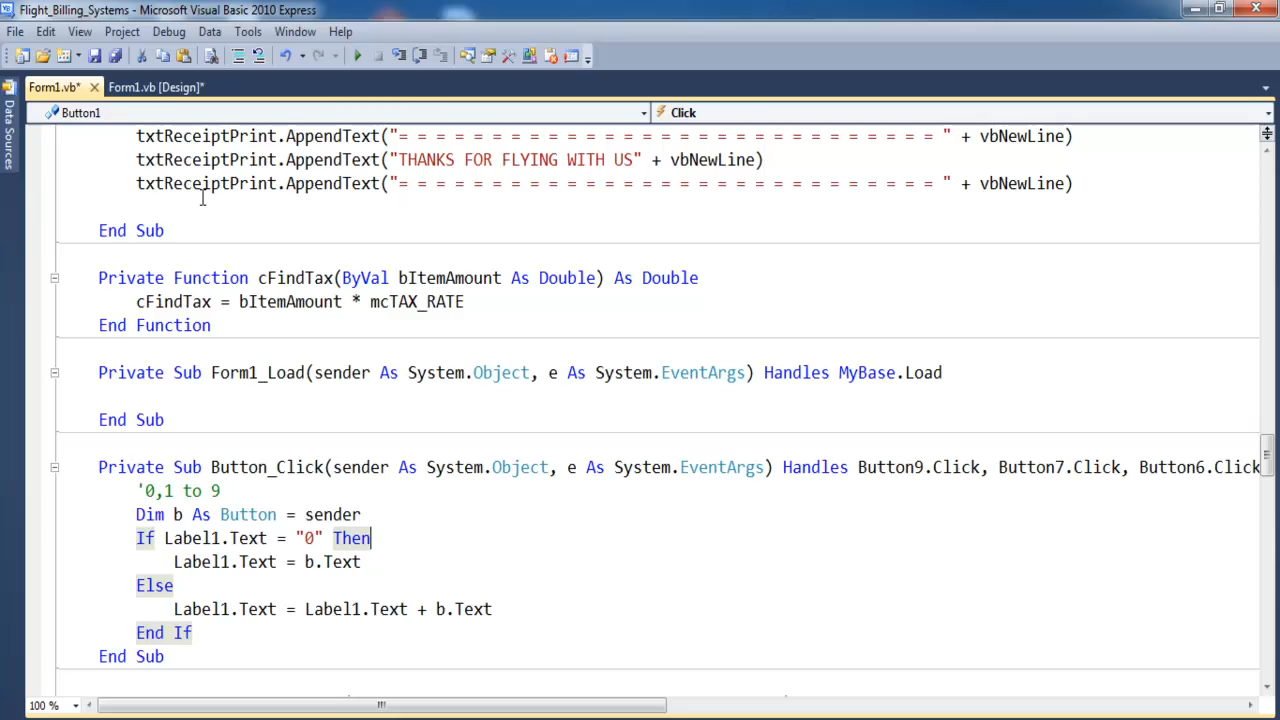 Flight_Billing_Systems - Microsoft Visual Basic 2010 Express
File Edit View Project Debug Data Tools Window Help
Form1.vb* Form1.vb [Design]*
Data Sources
Button1 Click
txtReceiptPrint.AppendText("= = = = = = = = = = = = = = = = = = = = = = = = = = = = = " + vbNewLine)
txtReceiptPrint.AppendText("THANKS FOR FLYING WITH US" + vbNewLine)
txtReceiptPrint.AppendText("= = = = = = = = = = = = = = = = = = = = = = = = = = = = = " + vbNewLine)
End Sub
Private Function cFindTax(ByVal bItemAmount As Double) As Double
cFindTax = bItemAmount * mcTAX_RATE
End Function
Private Sub Form1_Load(sender As System.Object, e As System.EventArgs) Handles MyBase.Load
End Sub
Private Sub Button_Click(sender As System.Object, e As System.EventArgs) Handles Button9.Click, Button7.Click, Button6.Click
'0,1 to 9
Dim b As Button = sender
If Label1.Text = "0" Then
Label1.Text = b.Text
Else
Label1.Text = Label1.Text + b.Text
End If
End Sub
100 %